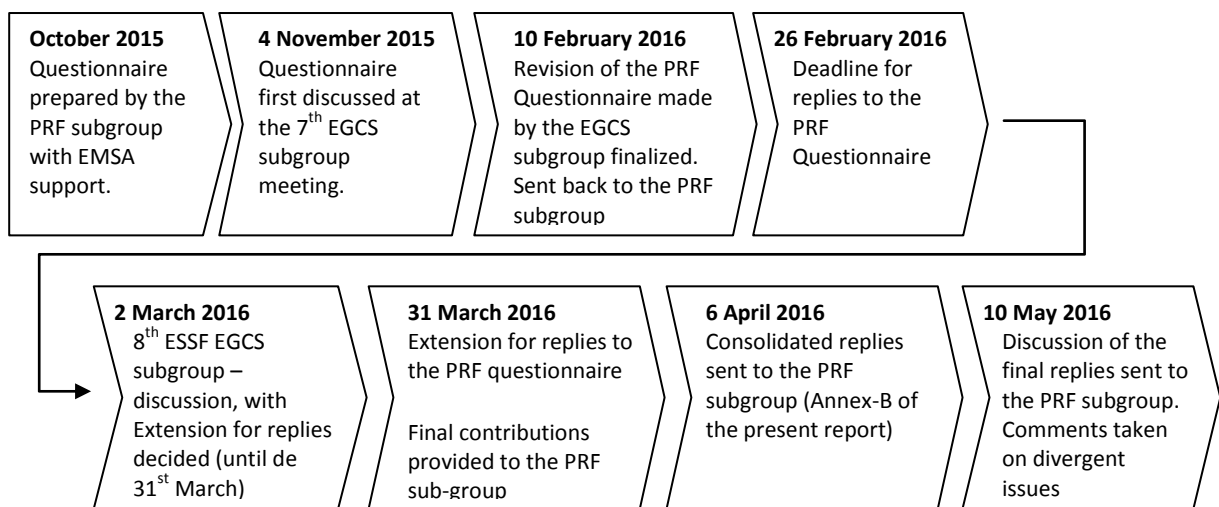 October 2015
Questionnaire
prepared by the
PRF subgroup
with EMSA
support.
4 November 2015
Questionnaire
first discussed at
the 7th EGCS
subgroup
meeting.
10 February 2016
Revision of the PRF
Questionnaire made
by the EGCS
subgroup finalized.
Sent back to the PRF
subgroup
26 February 2016
Deadline for
replies to the
PRF
Questionnaire
2 March 2016
8th ESSF EGCS
subgroup –
discussion, with
Extension for replies
decided (until de
31st March)
31 March 2016
Extension for replies to
the PRF questionnaire
Final contributions
provided to the PRF
sub-group
6 April 2016
Consolidated replies
sent to the PRF
subgroup (Annex-B of
the present report)
10 May 2016
Discussion of the
final replies sent to
the PRF subgroup.
Comments taken
on divergent
issues